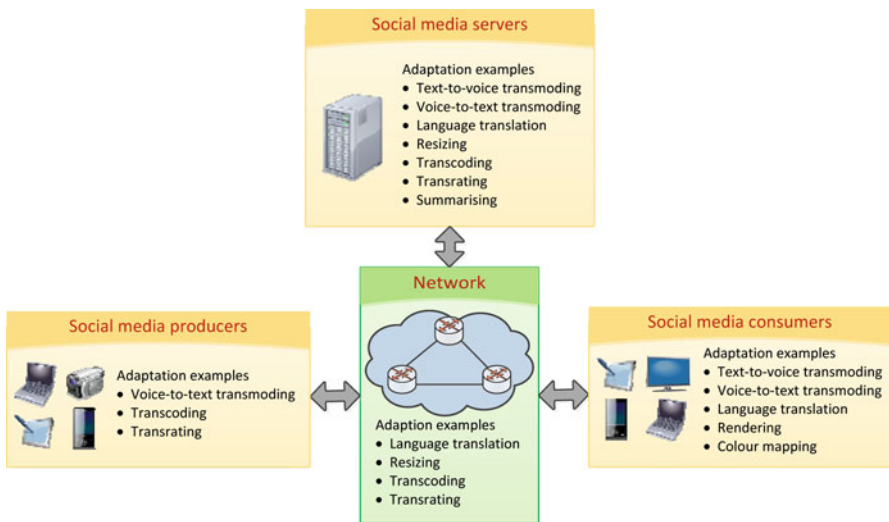 Social media servers
Adaptation examples
• Text-to-voice transmoding
• Voice-to-text transmoding
• Language translation
• Resizing
• Transcoding
• Transrating
• Summarising
Network
Adaption examples
• Language translation
• Resizing
• Transcoding
• Transrating
Social media producers
Adaptation examples
• Voice-to-text transmoding
• Transcoding
• Transrating
Social media consumers
Adaptation examples
• Text-to-voice transmoding
• Voice-to-text transmoding
• Language translation
• Rendering
• Colour mapping